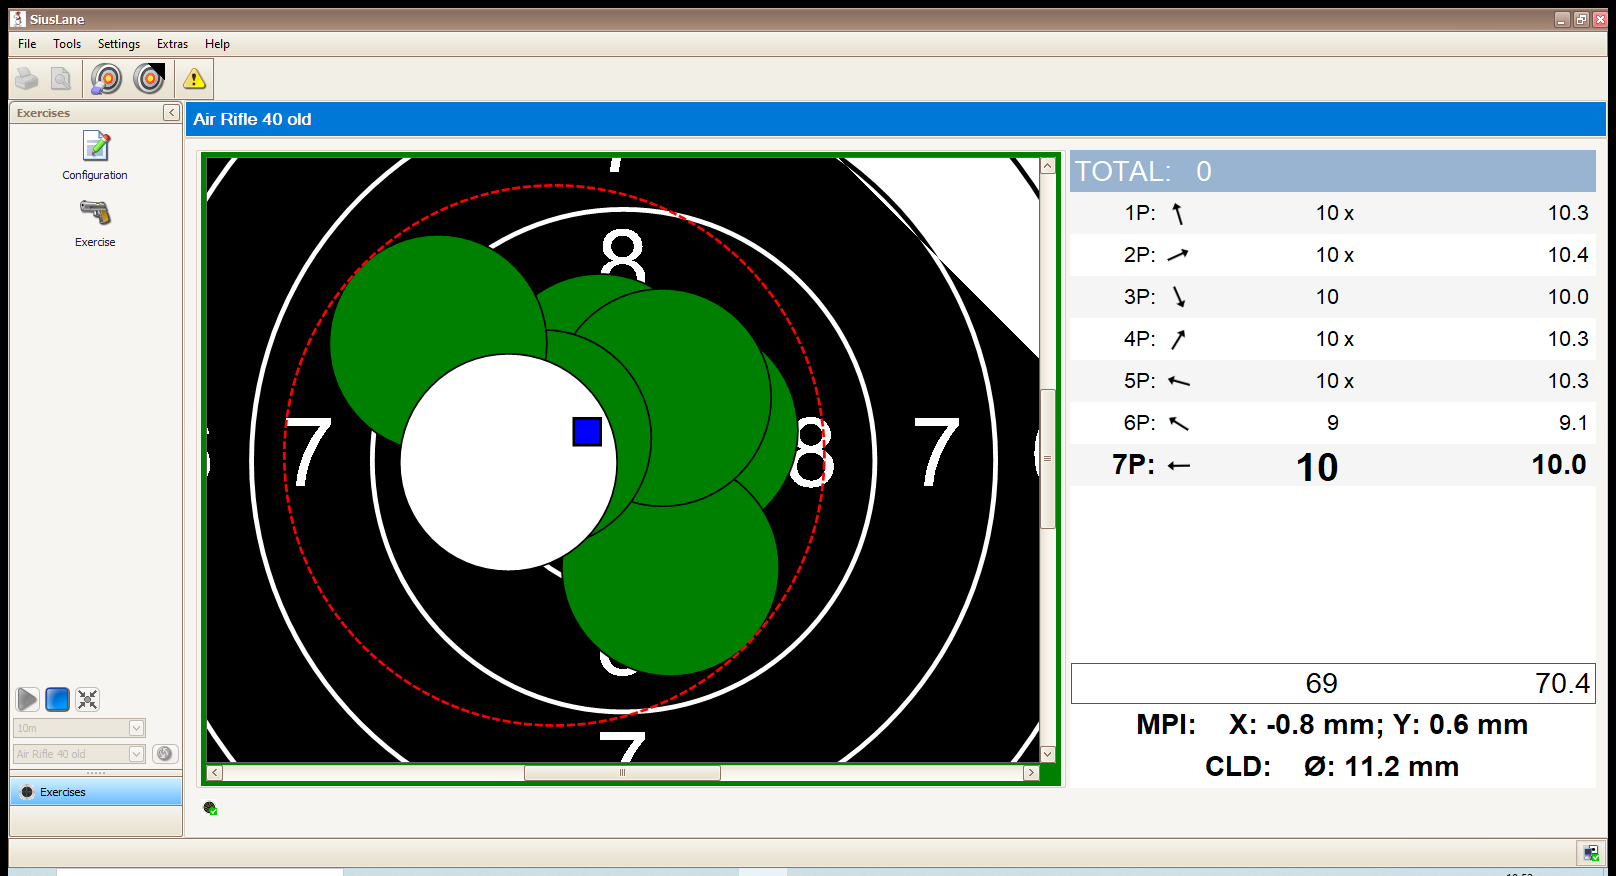 SiusLane
File Tools Settings Extras Help
Exercises
Configuration
Exercise
10m
Air Rifle 40 old
Exercises
Air Rifle 40 old
7
8
7 8 7
7
TOTAL: 0
1P: 10 x 10.3
2P: 10 x 10.4
3P: 10 10.0
4P: 10 x 10.3
5P: 10 x 10.3
6P: 9 9.1
7P: 10 10.0
69 70.4
MPI: X: -0.8 mm; Y: 0.6 mm
CLD: Ø: 11.2 mm